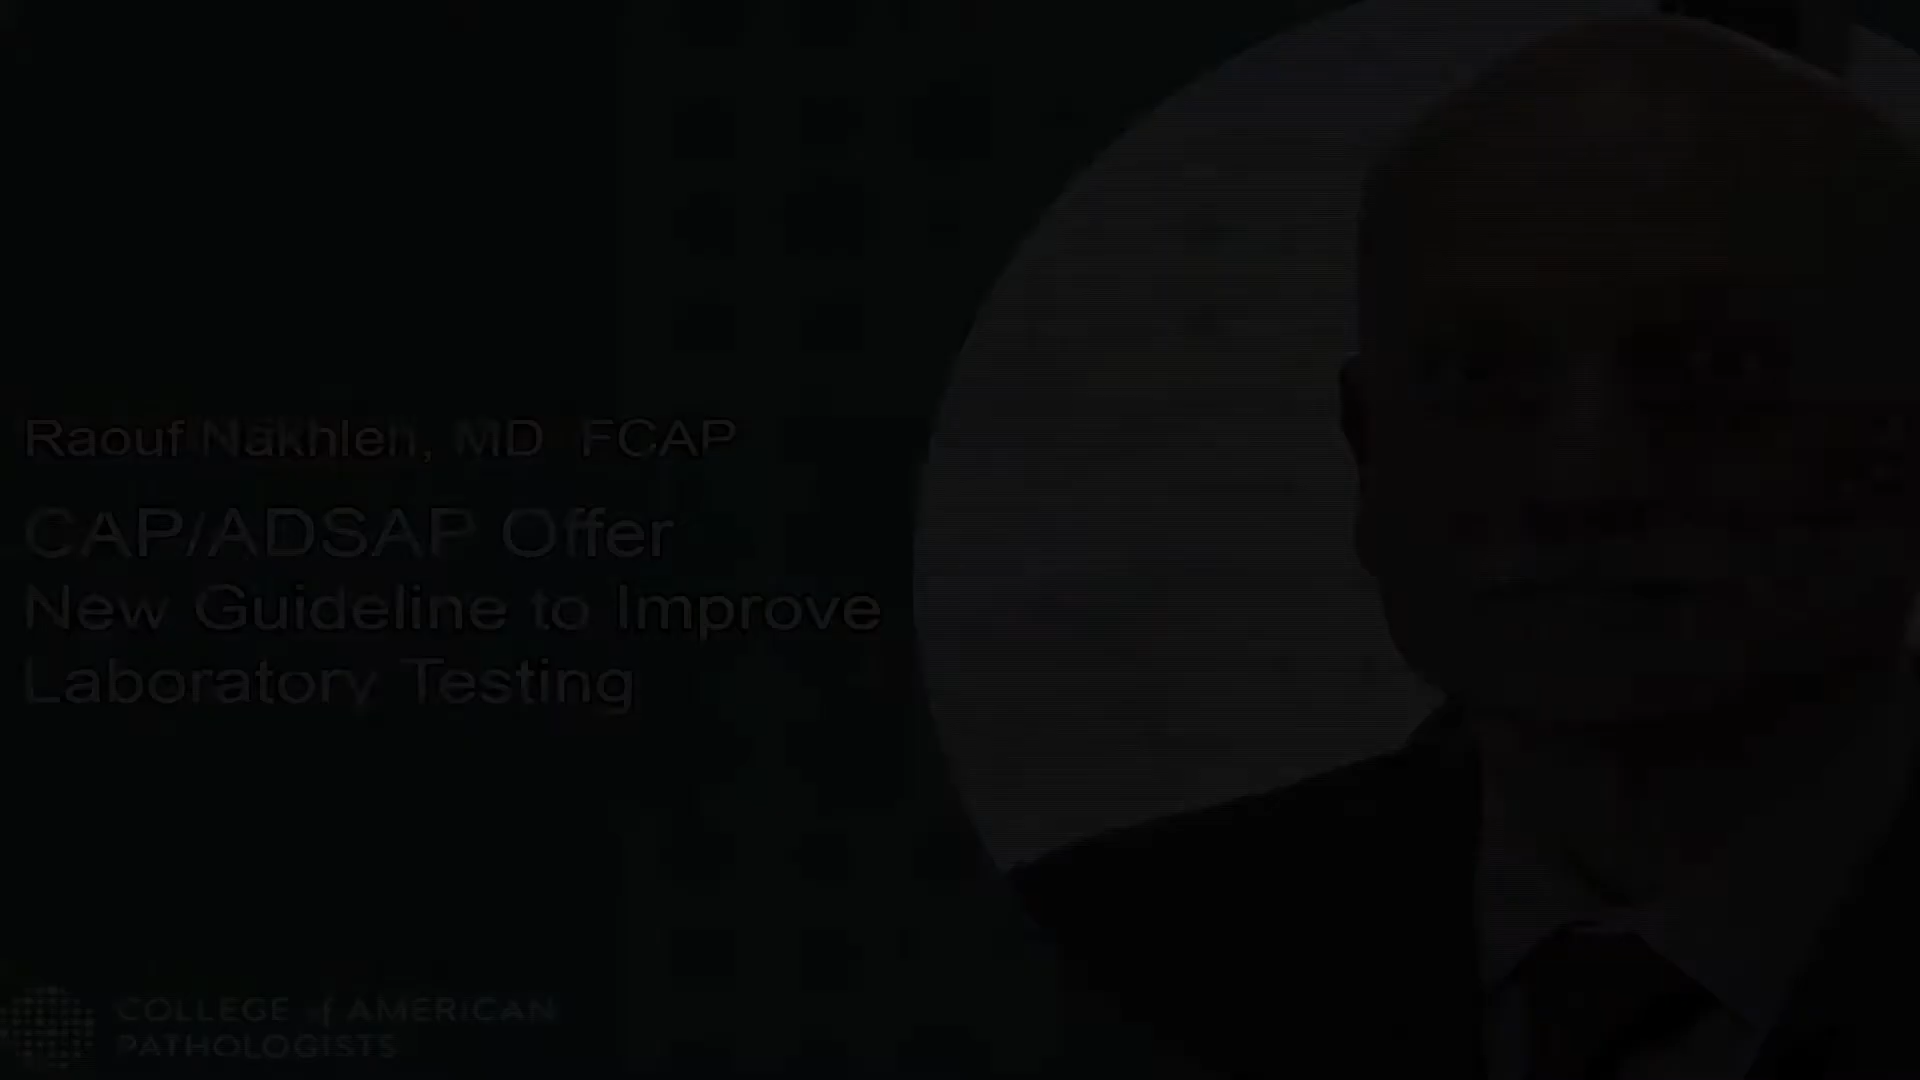 Raouf Nakhleh, MD FCAP
CAP/ADSAP Offer
New Guideline to Improve
Laboratory Testing
COLLEGE of AMERICAN
PATHOLOGISTS